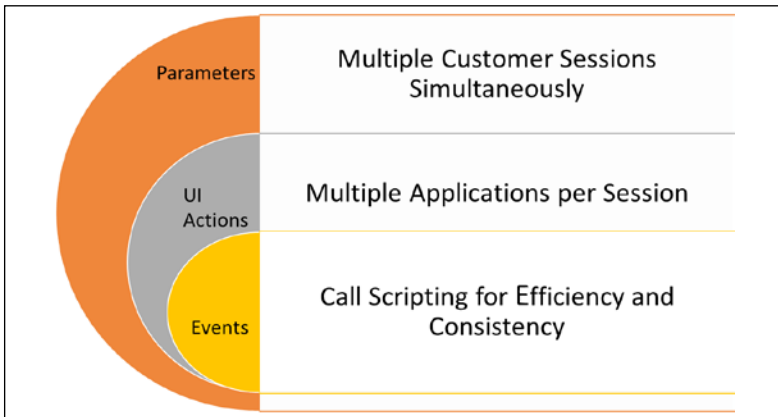 Parameters
Multiple Customer Sessions
Simultaneously
UI
Actions
Multiple Applications per Session
Events
Call Scripting for Efficiency and
Consistency